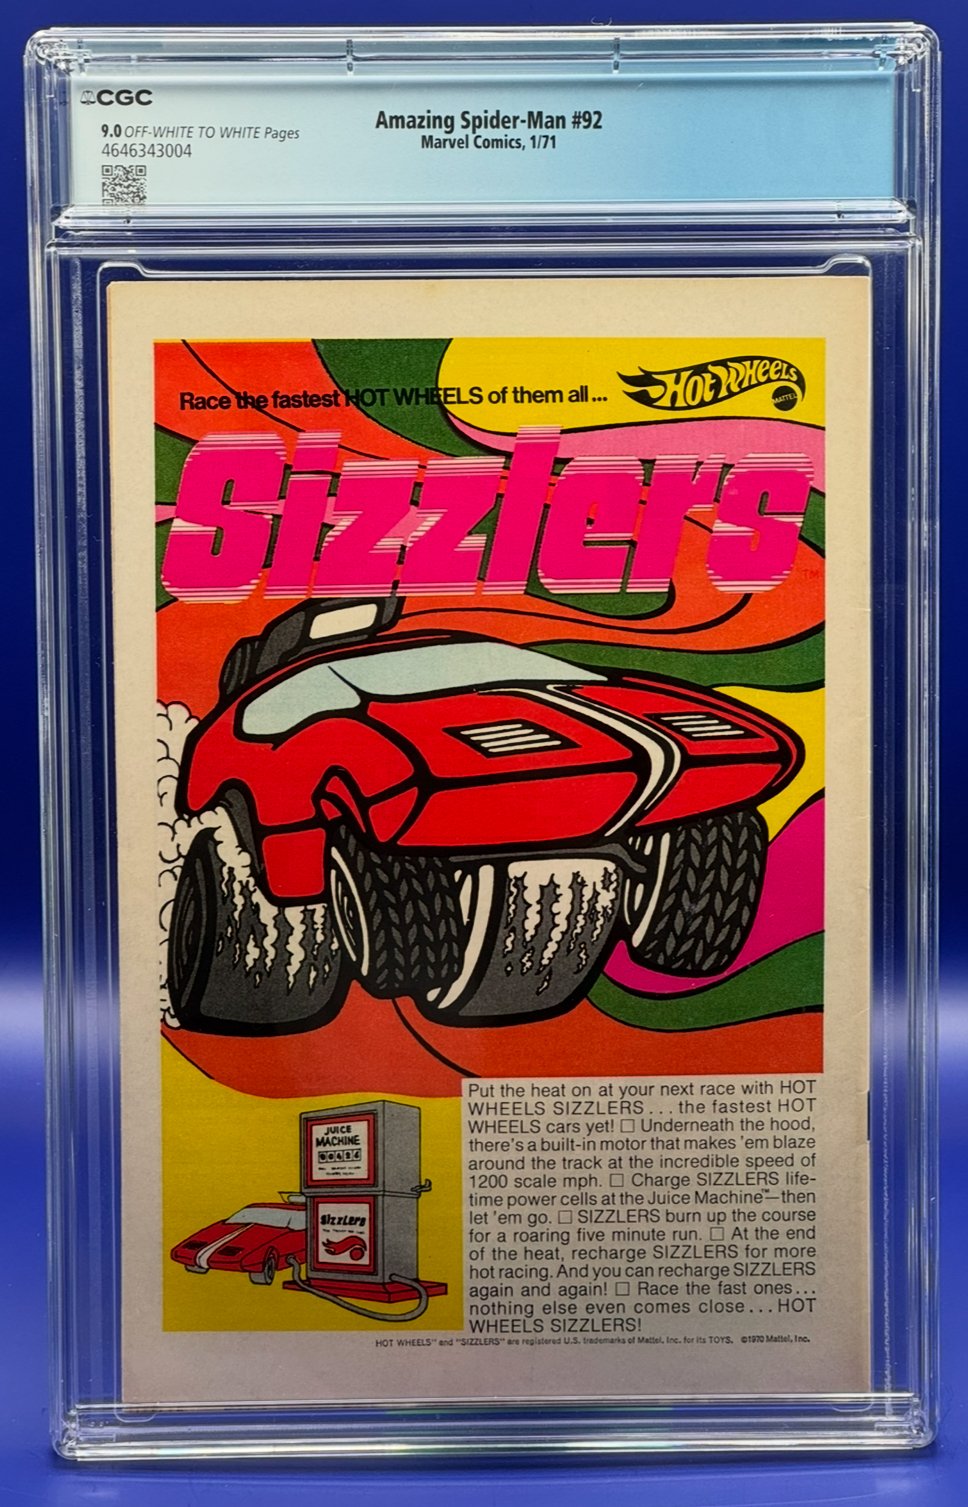 CGC
9.0 OFF-WHITE TO WHITE Pages
4646343004
Amazing Spider-Man #92
Marvel Comics, 1/71
Race the fastest HOT WHEELS of them all...
Hot Wheels
MATTEL
Sizzlers
TM
Put the heat on at your next race with HOT
WHEELS SIZZLERS...the fastest HOT
WHEELS cars yet! □ Underneath the hood,
there's a built-in motor that makes 'em blaze
around the track at the incredible speed of
1200 scale mph. □ Charge SIZZLERS life-
time power cells at the Juice Machine™—then
let 'em go. □ SIZZLERS burn up the course
for a roaring five minute run. □ At the end
of the heat, recharge SIZZLERS for more
hot racing. And you can recharge SIZZLERS
again and again! □ Race the fast ones...
nothing else even comes close...HOT
WHEELS SIZZLERS!
JUICE
MACHINE
Sizzlers
HOT WHEELS" and "SIZZLERS" are registered U.S. trademarks of Mattel, Inc. for its TOYS. ©1970 Mattel, Inc.